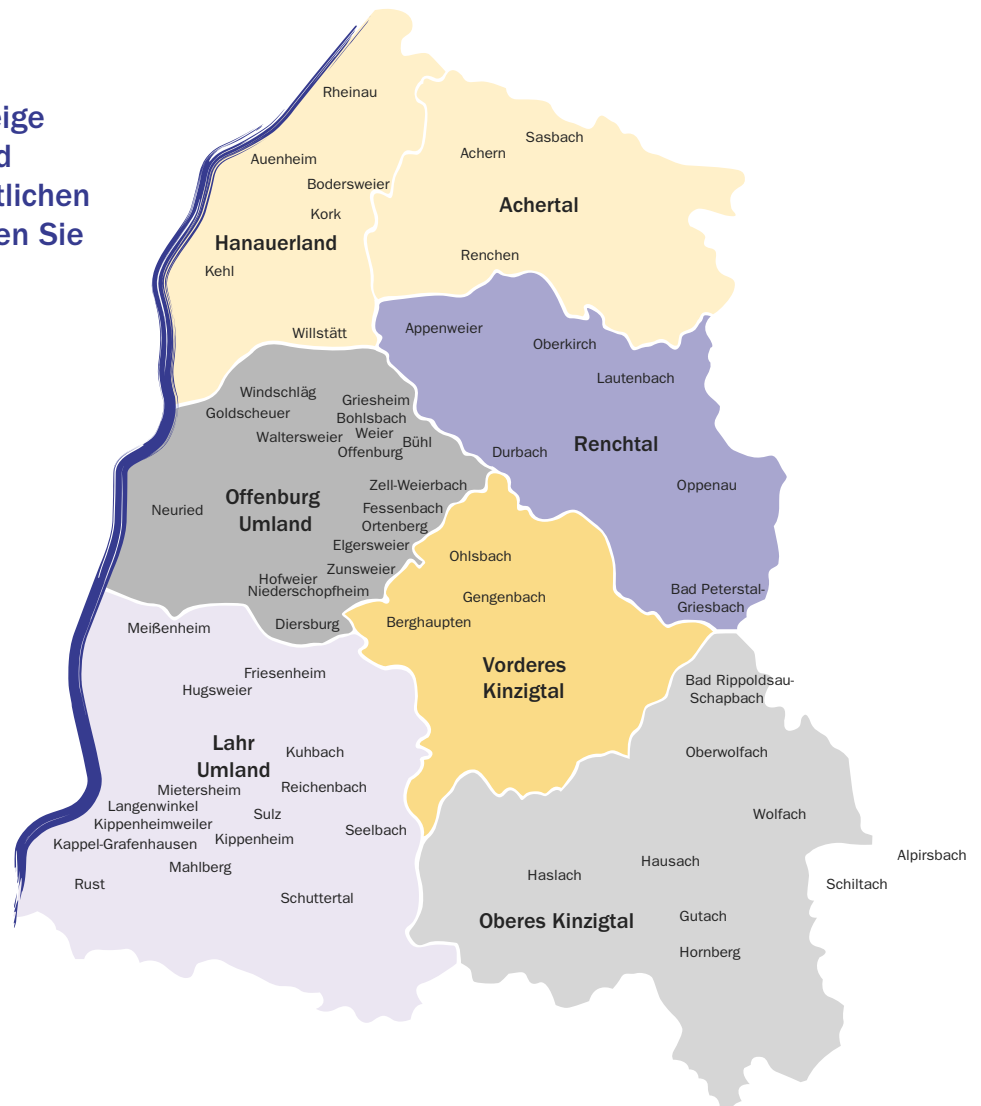 eige
d
tlichen
en Sie
Rheinau
Auenheim
Bodersweier
Kork
Hanauerland
Kehl
Willstätt
Sasbach
Achern
Achertal
Renchen
Appenweier
Oberkirch
Lautenbach
Renchtal
Durbach
Oppenau
Bad Peterstal-
Griesbach
Windschläg
Goldscheuer
Griesheim
Bohlsbach
Waltersweier
Weier
Bühl
Offenburg
Zell-Weierbach
Offenburg
Umland
Neuried
Fessenbach
Ortenberg
Elgersweier
Zunsweier
Hofweier
Niederschopfheim
Diersburg
Ohlsbach
Gengenbach
Berghaupten
Vorderes
Kinzigtal
Meißenheim
Friesenheim
Hugsweier
Lahr
Umland
Kuhbach
Mietersheim
Reichenbach
Langenwinkel
Sulz
Kippenheimweiler
Seelbach
Kappel-Grafenhausen
Kippenheim
Mahlberg
Rust
Schuttertal
Bad Rippoldsau-
Schapbach
Oberwolfach
Wolfach
Alpirsbach
Schiltach
Hausach
Haslach
Oberes Kinzigtal
Gutach
Hornberg